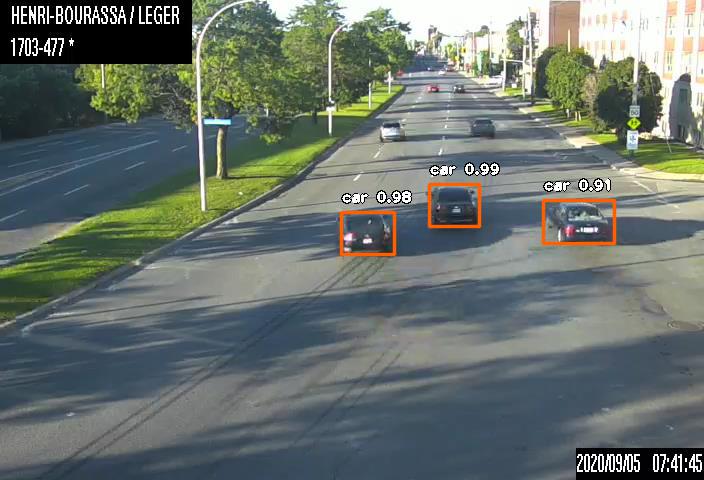 HENRI-BOURASSA / LEGER
1703-477 *
car 0.99
car 0.98
car 0.91
2020/09/05 07:41:45